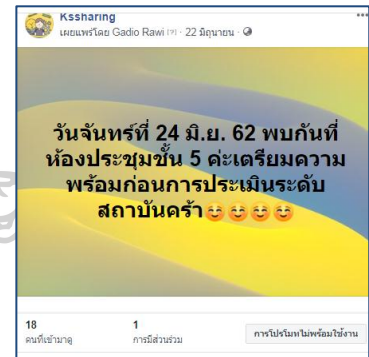 Kssharing
เผยแพร่โดย Gadio Rawi [?] · 22 มิถุนายน ·
วันจันทร์ที่ 24 มิ.ย. 62 พบกันที่
ห้องประชุมชั้น 5 ค่ะเตรียมความ
พร้อมก่อนการประเมินระดับ
สถาบันคร้า😊😊😊😊
18
1
คนที่เข้ามาดู
การมีส่วนร่วม
การโปรโมทไม่พร้อมใช้งาน